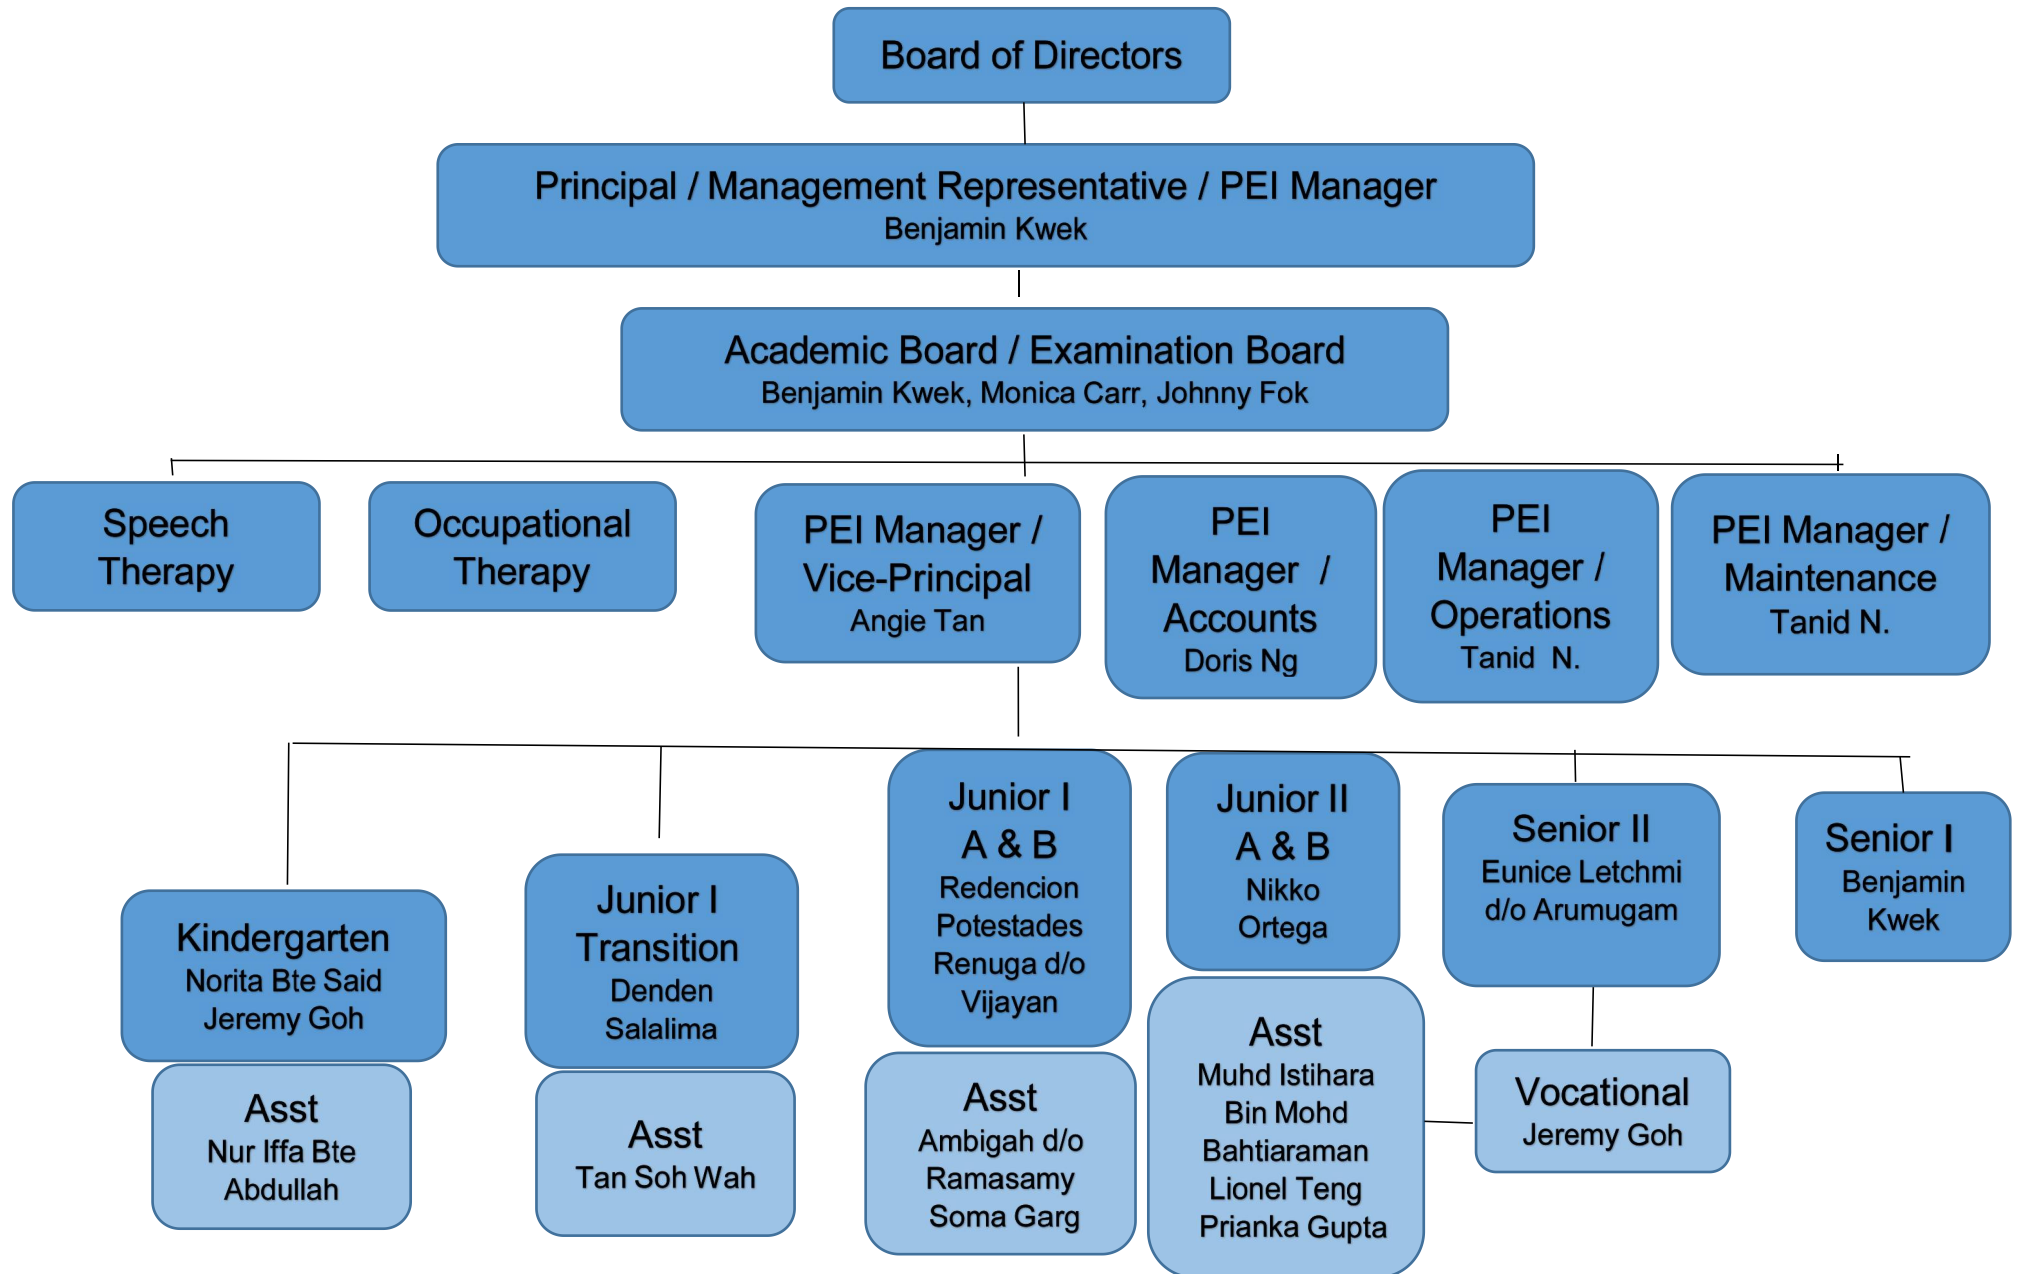 Board of Directors
Principal / Management Representative / PEI Manager
Benjamin Kwek
Academic Board / Examination Board
Benjamin Kwek, Monica Carr, Johnny Fok
Speech
Therapy
Occupational
Therapy
PEI Manager /
Vice-Principal
Angie Tan
PEI
Manager /
Accounts
Doris Ng
PEI
Manager /
Operations
Tanid N.
PEI Manager /
Maintenance
Tanid N.
Kindergarten
Norita Bte Said
Jeremy Goh
Asst
Nur Iffa Bte
Abdullah
Junior I
Transition
Denden
Salalima
Asst
Tan Soh Wah
Junior I
A & B
Redencion
Potestades
Renuga d/o
Vijayan
Asst
Ambigah d/o
Ramasamy
Soma Garg
Junior II
A & B
Nikko
Ortega
Asst
Muhd Istihara
Bin Mohd
Bahtiaraman
Lionel Teng
Prianka Gupta
Senior II
Eunice Letchmi
d/o Arumugam
Vocational
Jeremy Goh
Senior I
Benjamin
Kwek